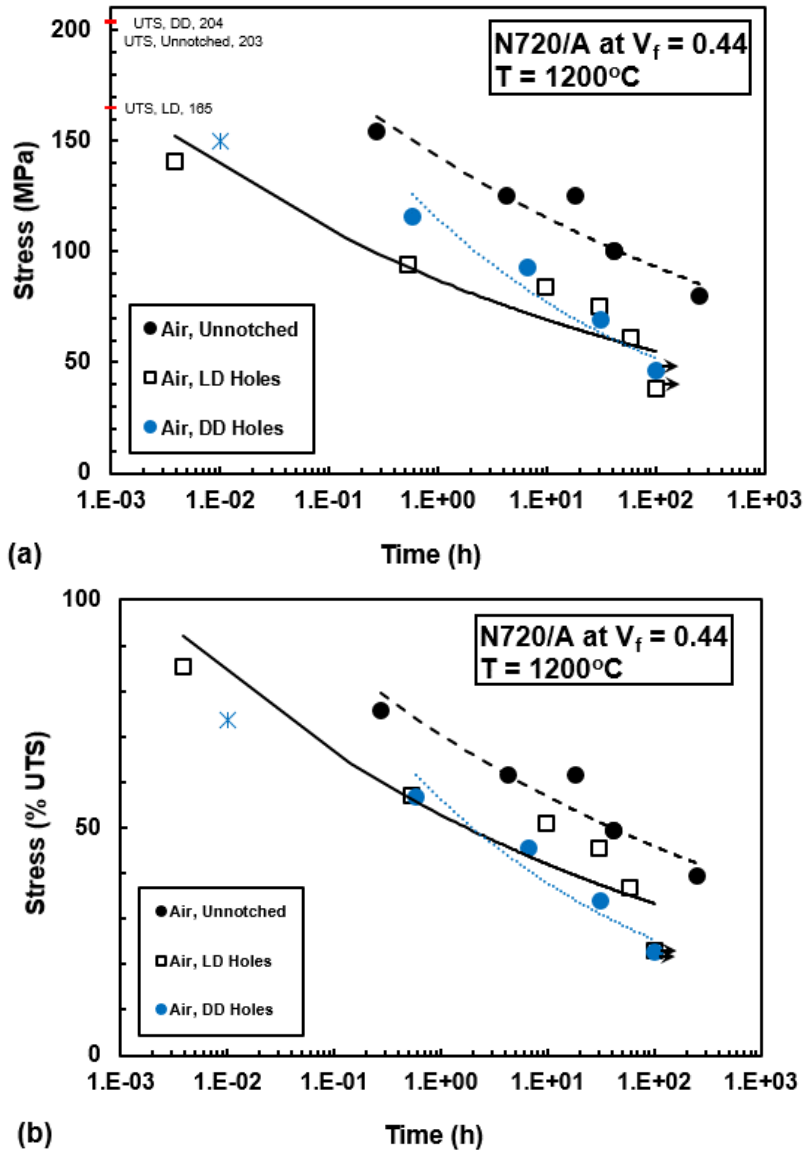 UTS, DD, 204
UTS, Unnotched, 203
UTS, LD, 165
N720/A at Vf = 0.44
T = 1200°C
200
150
100
50
0
Stress (MPa)
Air, Unnotched
Air, LD Holes
Air, DD Holes
1.E-03 1.E-02 1.E-01 1.E+00 1.E+01 1.E+02 1.E+03
(a) Time (h)
N720/A at Vf = 0.44
T = 1200°C
100
50
0
Stress (% UTS)
Air, Unnotched
Air, LD Holes
Air, DD Holes
1.E-03 1.E-02 1.E-01 1.E+00 1.E+01 1.E+02 1.E+03
(b) Time (h)